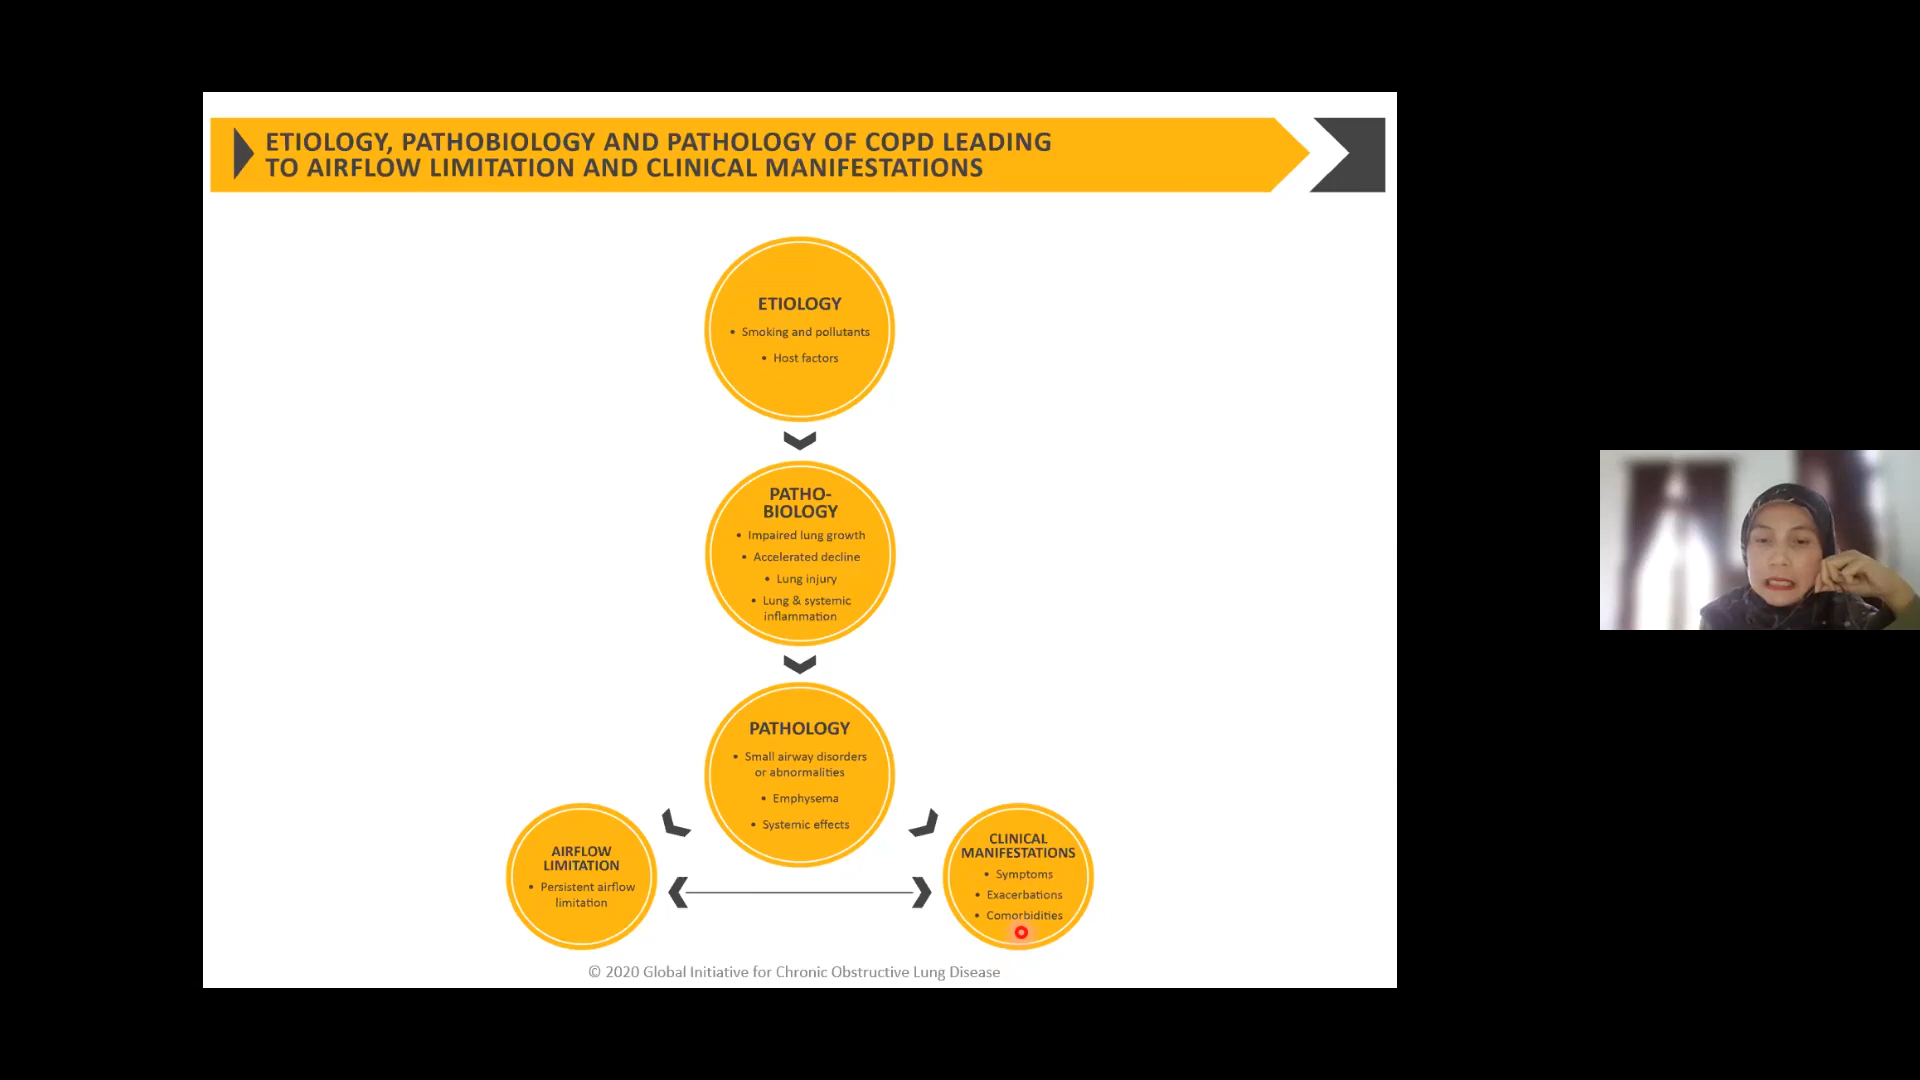 ETIOLOGY, PATHOBIOLOGY AND PATHOLOGY OF COPD LEADING
TO AIRFLOW LIMITATION AND CLINICAL MANIFESTATIONS
ETIOLOGY
• Smoking and pollutants
• Host factors
PATHO-
BIOLOGY
• Impaired lung growth
• Accelerated decline
• Lung injury
• Lung & systemic
inflammation
PATHOLOGY
• Small airway disorders
or abnormalities
• Emphysema
• Systemic effects
AIRFLOW
LIMITATION
• Persistent airflow
limitation
CLINICAL
MANIFESTATIONS
• Symptoms
• Exacerbations
• Comorbidities
© 2020 Global Initiative for Chronic Obstructive Lung Disease